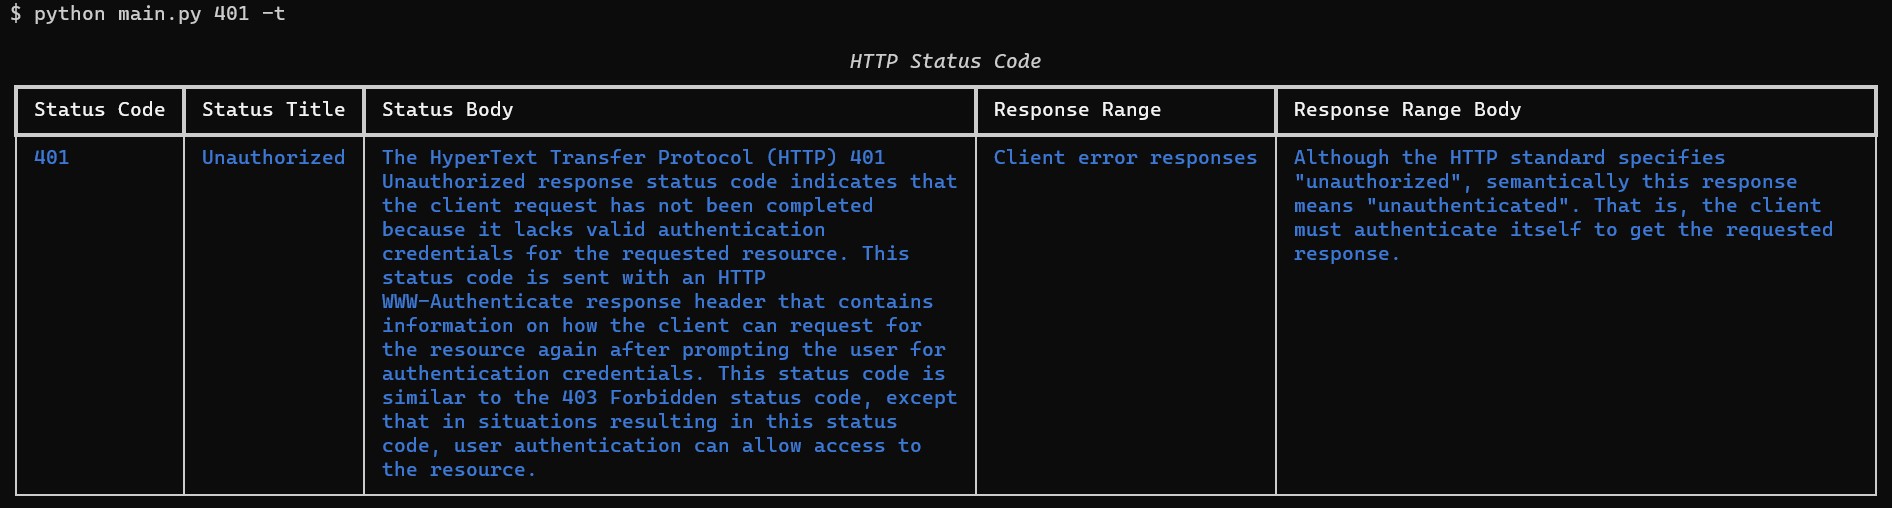 $ python main.py 401 -t
HTTP Status Code
Status Code Status Title Status Body Response Range Response Range Body
401 Unauthorized The HyperText Transfer Protocol (HTTP) 401 Client error responses Although the HTTP standard specifies
Unauthorized response status code indicates that "unauthorized", semantically this response
the client request has not been completed means "unauthenticated". That is, the client
because it lacks valid authentication must authenticate itself to get the requested
credentials for the requested resource. This response.
status code is sent with an HTTP
WWW-Authenticate response header that contains
information on how the client can request for
the resource again after prompting the user for
authentication credentials. This status code is
similar to the 403 Forbidden status code, except
that in situations resulting in this status
code, user authentication can allow access to
the resource.